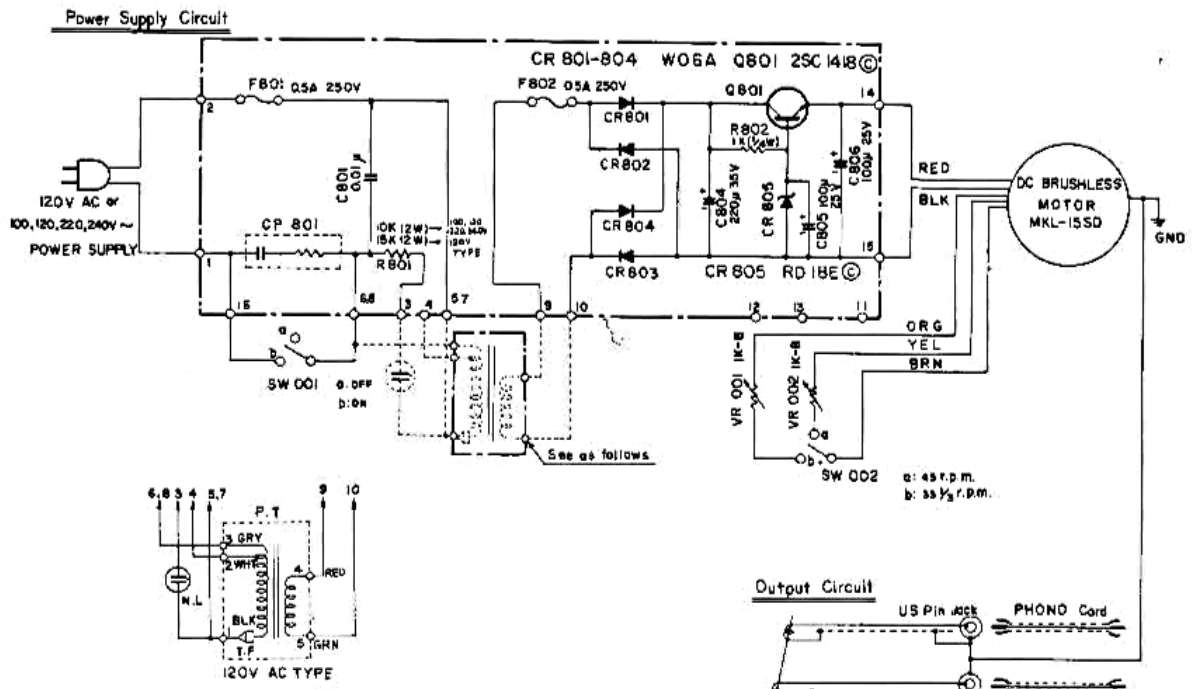 Power Supply Circuit
CR 801-804 W06A Q801 2SC1418 Ⓒ
F801 0.5A 250V
F802 0.5A 250V
Q801
2
14
CR801
R802
1K (¼W)
CR802
C801
0.01μ
C804
220μ 35V
CR 805
C805 100μ
25V
C806
100μ 25V
CR804
RED
BLK
DC BRUSHLESS
MOTOR
MKL-15SD
GND
120V AC or
100,120,220,240V ~
POWER SUPPLY
CP 801
10K (2W)
15K (2W)
120V
TYPE
R801
1
CR803
CR805 RD 18E Ⓒ
15
16
6,8
3
4
5,7
9
10
12
13
11
a
b
SW 001
a: OFF
b: ON
ORG
YEL
BRN
VR 001 1K-B
VR 002 1K-B
See as follows
a
b
SW 002
a: 45 r.p.m.
b: 33 ⅓ r.p.m.
6,8 3 4 5,7
9 10
P.T
3 GRY
2 WHT
4
RED
N.L
BLK
1
T.F
5
GRN
120V AC TYPE
Output Circuit
US Pin Jack
PHONO Cord